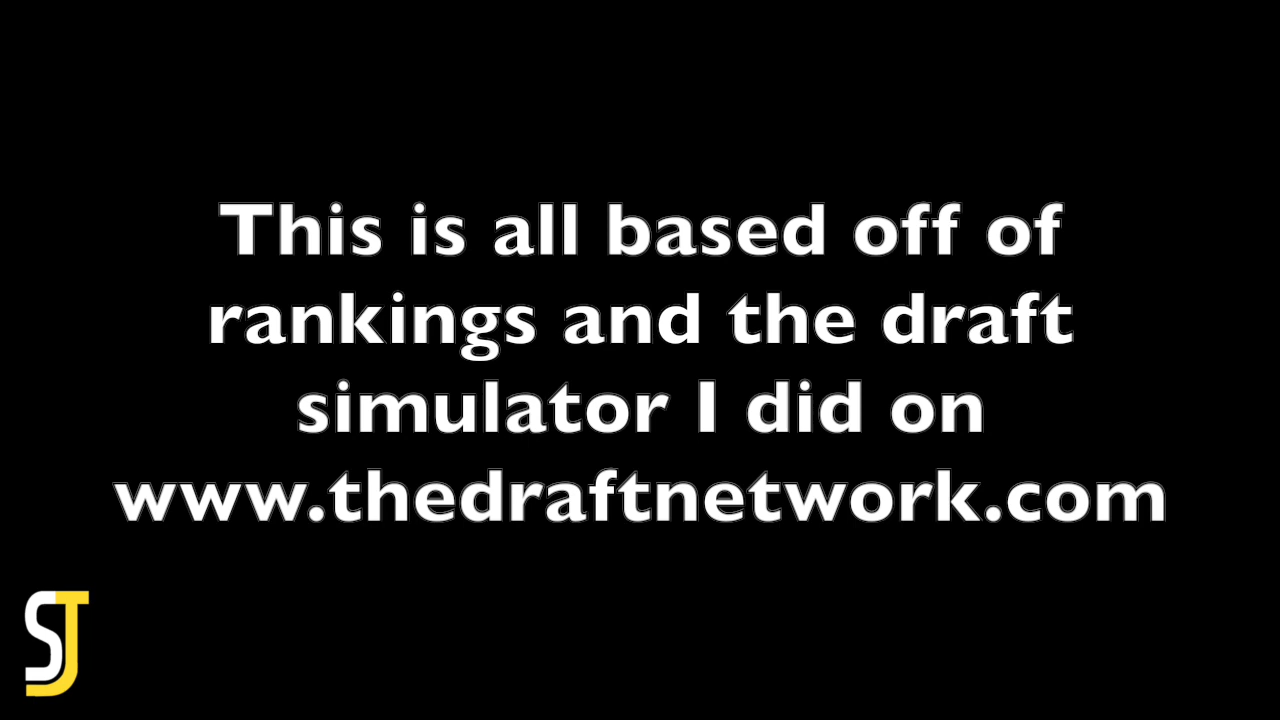 This is all based off of
rankings and the draft
simulator I did on
www.thedraftnetwork.com
SJ